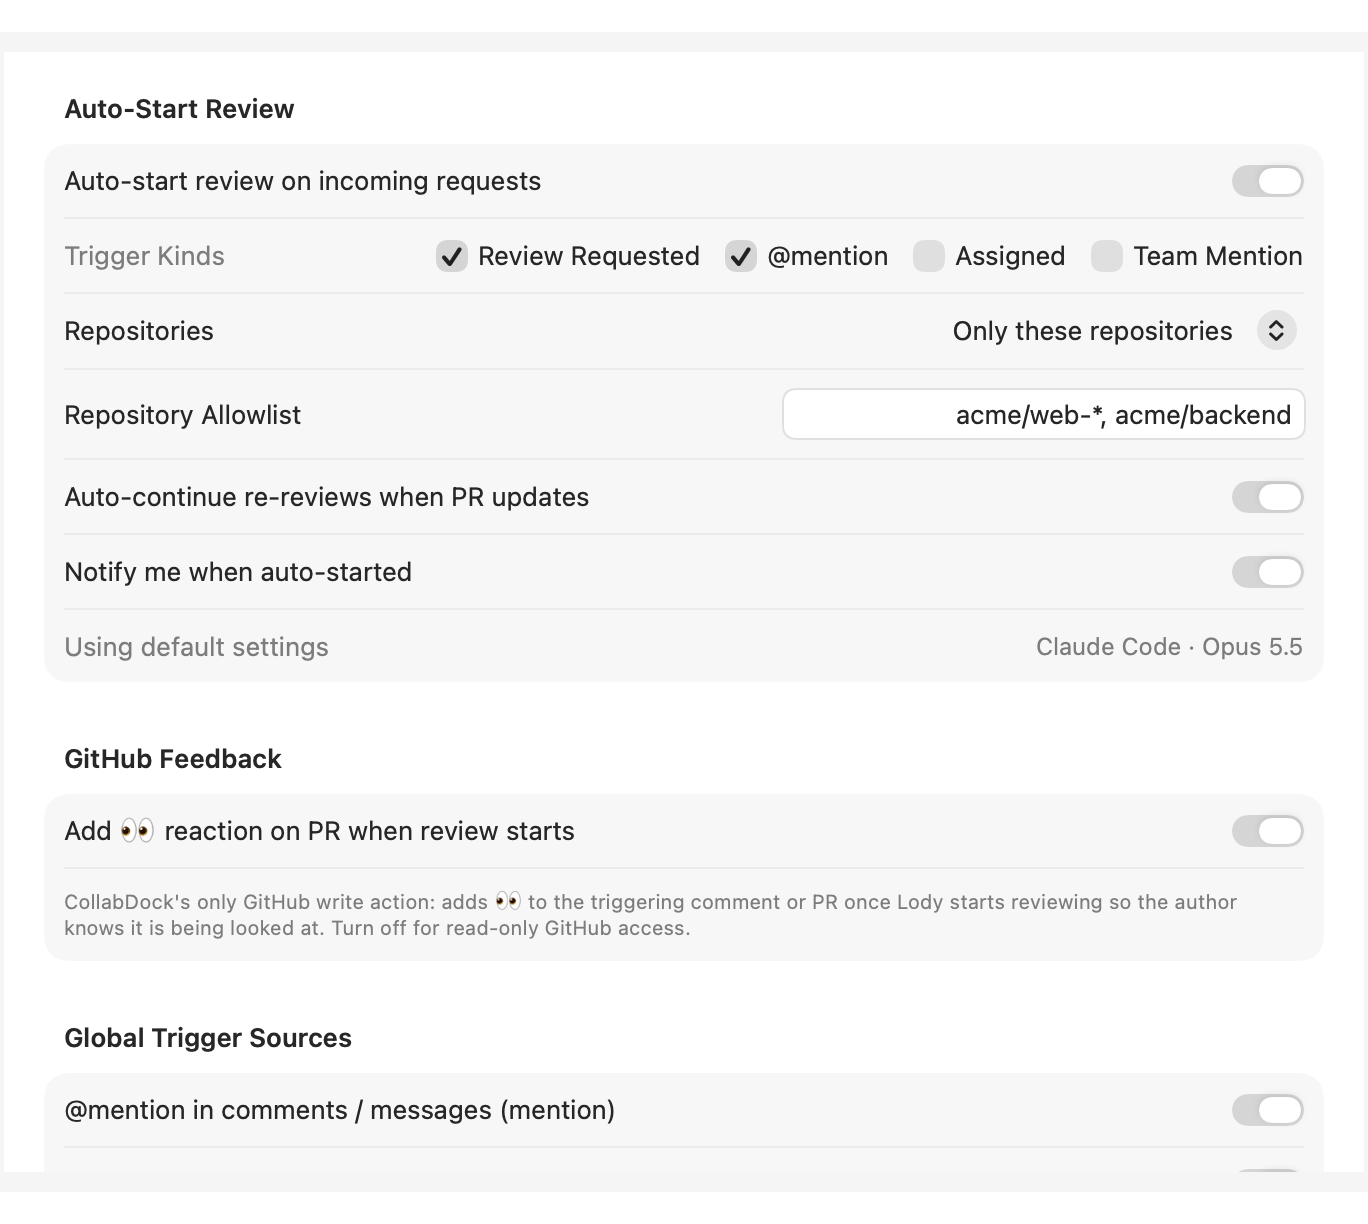 Auto-Start Review
Auto-start review on incoming requests
Trigger Kinds Review Requested @mention Assigned Team Mention
Repositories Only these repositories
Repository Allowlist acme/web-*, acme/backend
Auto-continue re-reviews when PR updates
Notify me when auto-started
Using default settings Claude Code · Opus 5.5
GitHub Feedback
Add 👀 reaction on PR when review starts
CollabDock's only GitHub write action: adds 👀 to the triggering comment or PR once Lody starts reviewing so the author
knows it is being looked at. Turn off for read-only GitHub access.
Global Trigger Sources
@mention in comments / messages (mention)